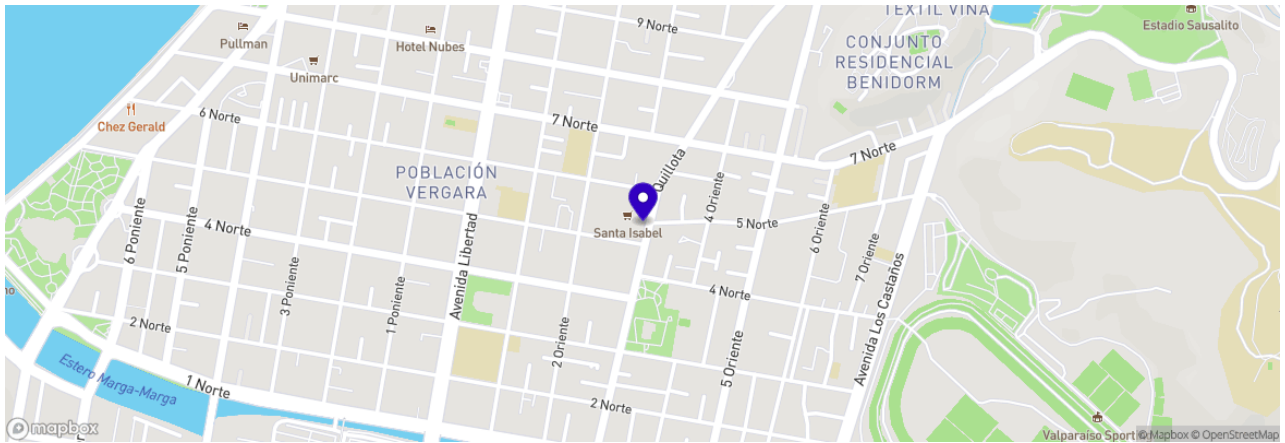 TEXTIL VIÑA
Estadio Sausalito
9 Norte
Pullman
Hotel Nubes
CONJUNTO
RESIDENCIAL
BENIDORM
Unimarc
Chez Gerald
6 Norte
7 Norte
7 Norte
POBLACIÓN
VERGARA
Quillota
4 Oriente
Santa Isabel
5 Norte
6 Poniente
5 Poniente
4 Norte
Avenida Libertad
6 Oriente
7 Oriente
3 Poniente
1 Poniente
4 Norte
2 Norte
2 Oriente
5 Oriente
Avenida Los Castaños
Estero Marga-Marga
1 Norte
2 Norte
mapbox
Valparaíso Sport
© Mapbox © OpenStreetMap